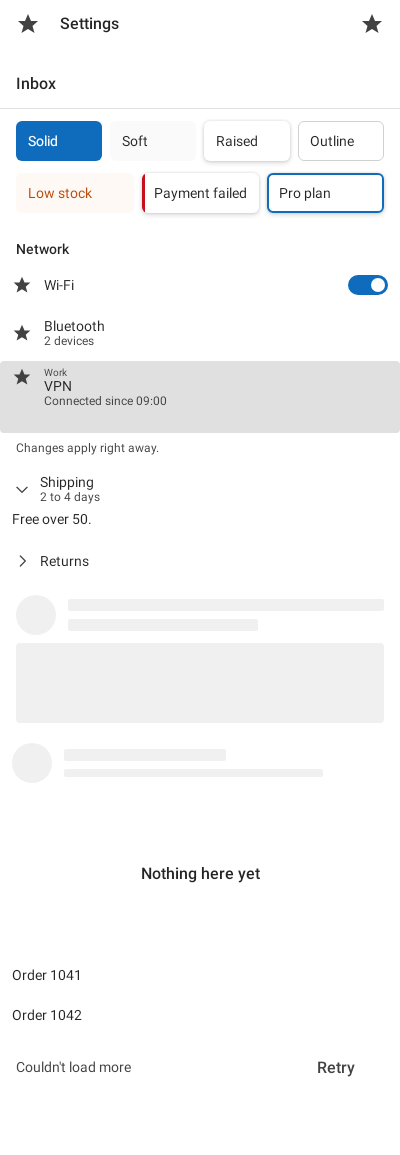 Settings
Inbox
Solid
Soft
Raised
Outline
Low stock
Payment failed
Pro plan
Network
Wi-Fi
Bluetooth
2 devices
Work
VPN
Connected since 09:00
Changes apply right away.
Shipping
2 to 4 days
Free over 50.
Returns
Nothing here yet
Order 1041
Order 1042
Couldn't load more
Retry